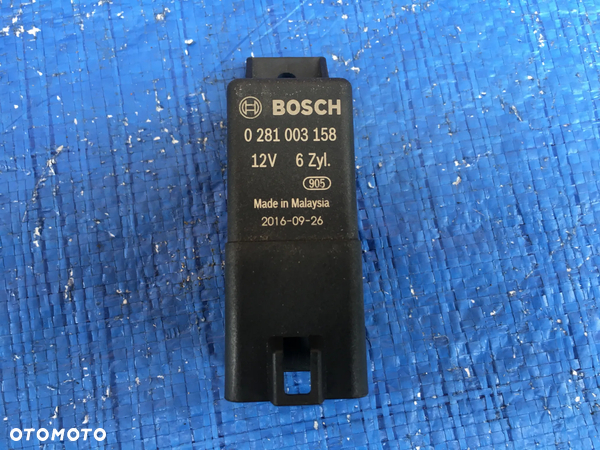 BOSCH
0 281 003 158
12V 6 Zyl.
905
Made in Malaysia
2016-09-26
OTOMOTO